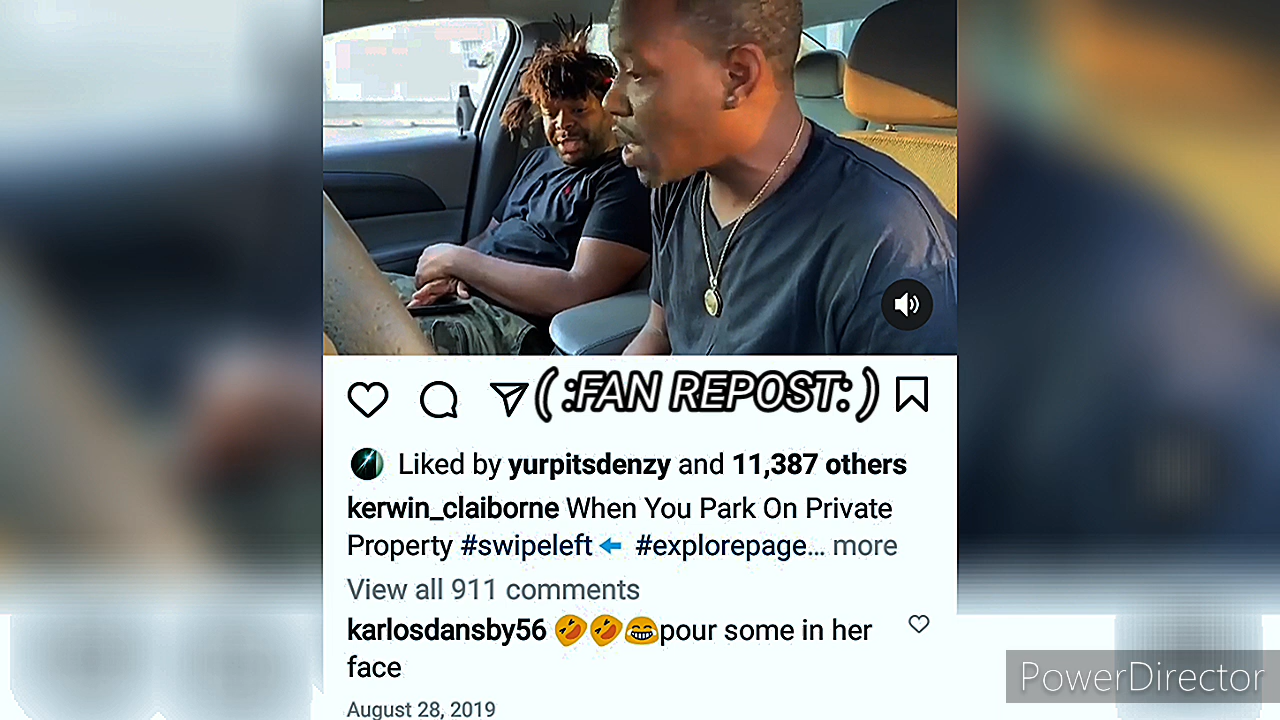 ( :FAN REPOST: )
Liked by yurpitsdenzy and 11,387 others
kerwin_claiborne When You Park On Private
Property #swipeleft #explorepage... more
View all 911 comments
karlosdansby56 🤣🤣😂pour some in her
face
August 28, 2019
PowerDirector